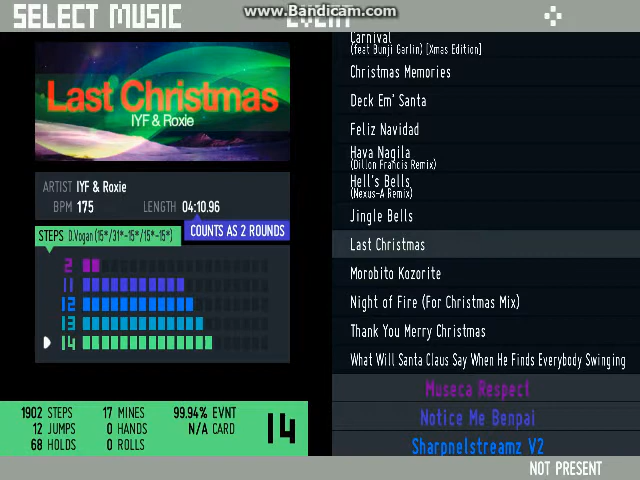 SELECT MUSIC
EVENT
www.Bandicam.com
Last Christmas
IYF & Roxie
ARTIST IYF & Roxie
BPM 175 LENGTH 04:10.96
COUNTS AS 2 ROUNDS
STEPS D.Vogan (15*/31*-15*/15*-15*)
2
11
12
13
14
1902 STEPS 17 MINES 99.94% EVNT
12 JUMPS 0 HANDS N/A CARD
68 HOLDS 0 ROLLS
14
Carnival
(feat Bunji Garlin) [Xmas Edition]
Christmas Memories
Deck Em' Santa
Feliz Navidad
Hava Nagila
(Dillon Francis Remix)
Hell's Bells
(Nexus-A Remix)
Jingle Bells
Last Christmas
Morobito Kozorite
Night of Fire (For Christmas Mix)
Thank You Merry Christmas
What Will Santa Claus Say When He Finds Everybody Swinging
Museca Respect
Notice Me Benpai
Sharpnelstreamz V2
NOT PRESENT